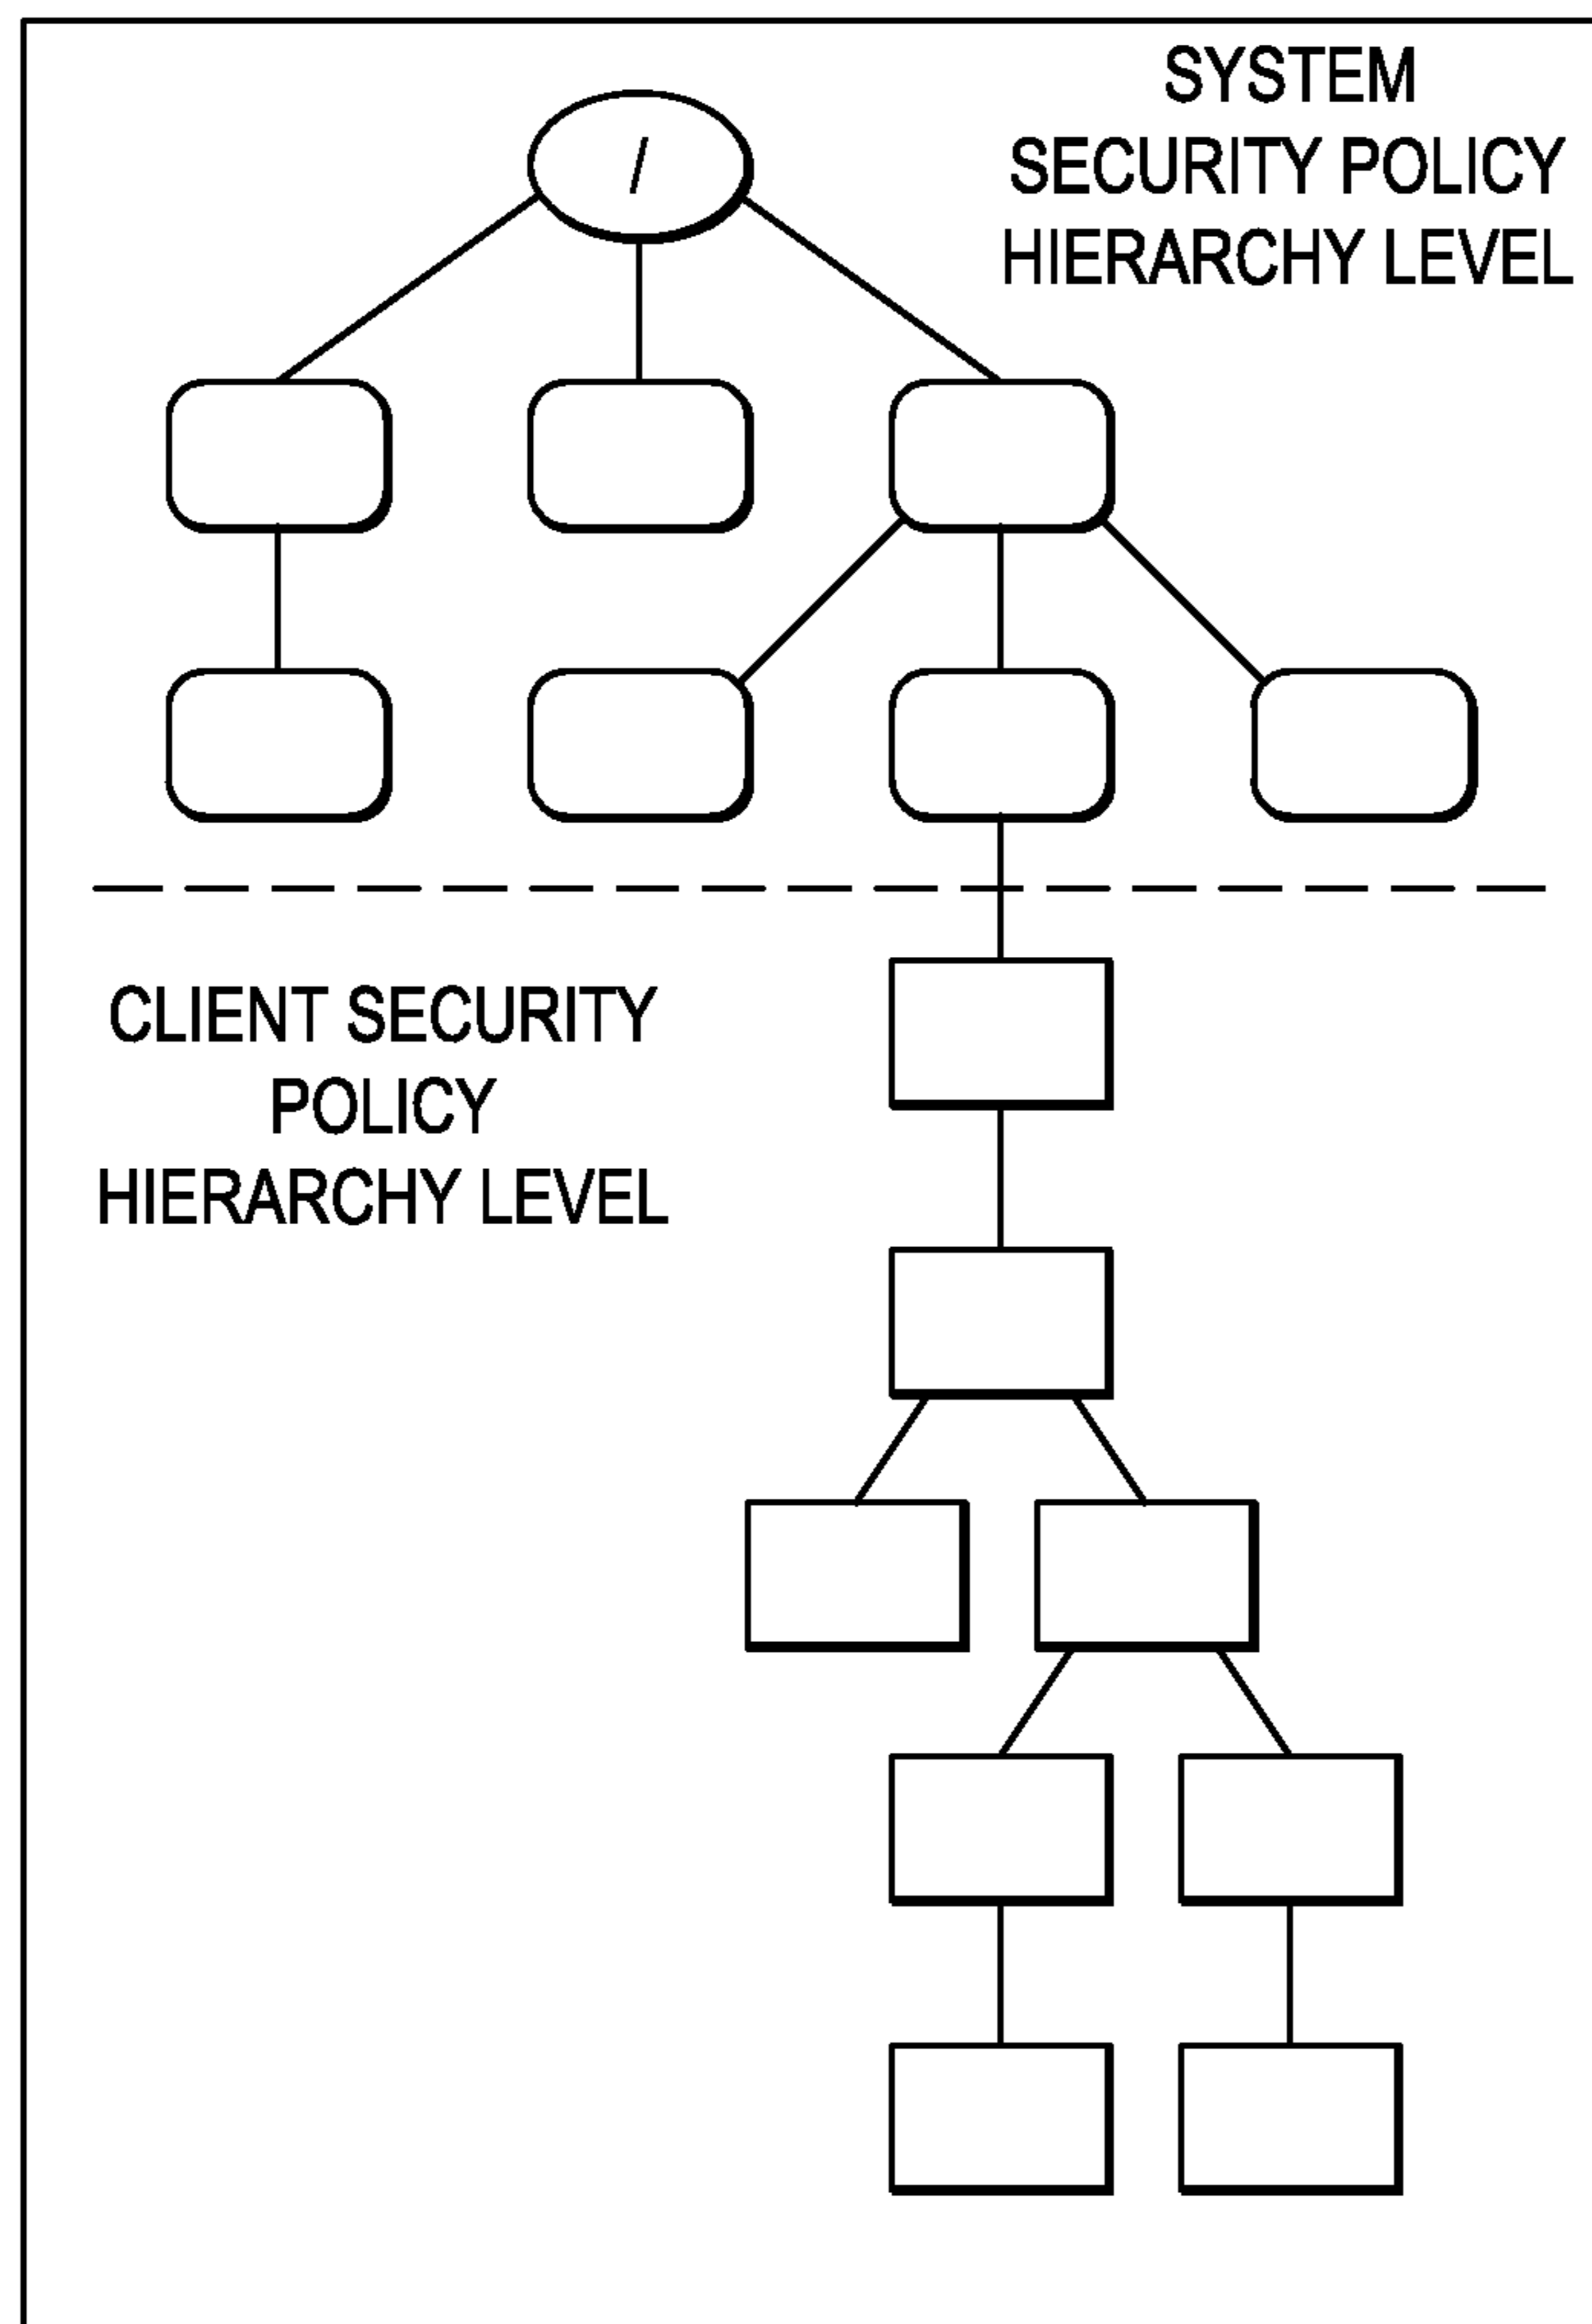 SYSTEM
SECURITY POLICY
HIERARCHY LEVEL
/
CLIENT SECURITY
POLICY
HIERARCHY LEVEL